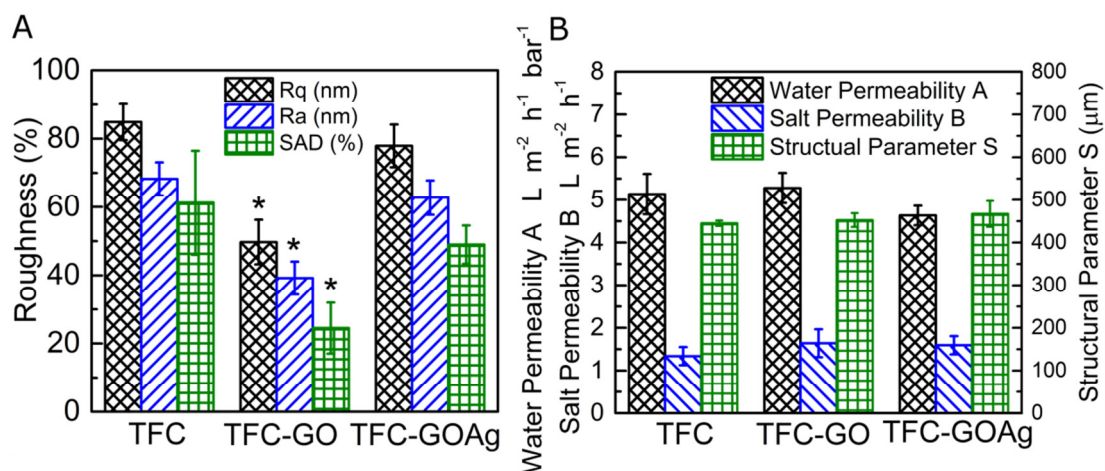 A
Roughness (%)
100
80
60
40
20
0
Rq (nm)
Ra (nm)
SAD (%)
*
*
*
TFC
TFC-GO
TFC-GOAg
B
Water Permeability A L m-2 h-1 bar-1
Salt Permeability B L m-2 h-1
8
7
6
5
4
3
2
1
0
Water Permeability A
Salt Permeability B
Structual Parameter S
TFC
TFC-GO
TFC-GOAg
800
700
600
500
400
300
200
100
0
Structural Parameter S (μm)